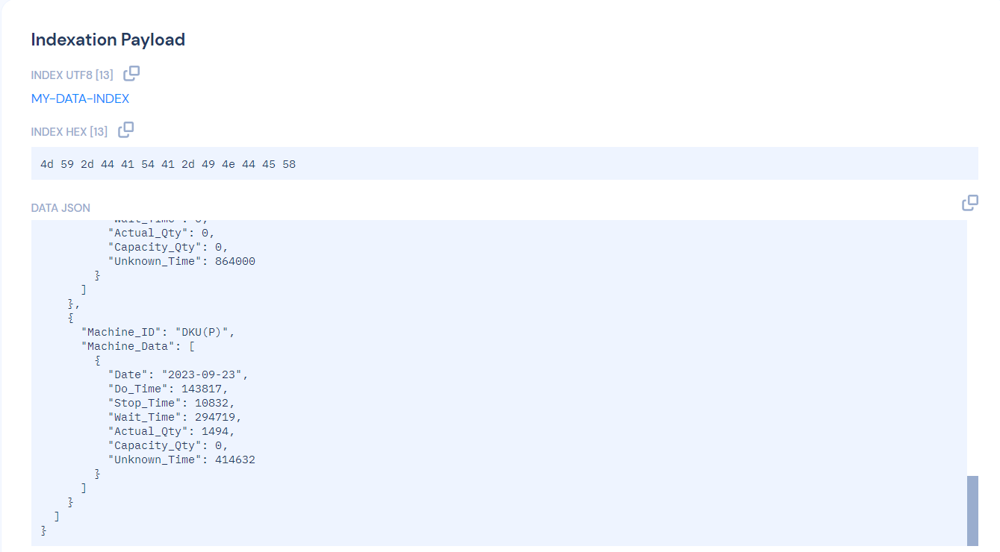 Indexation Payload
INDEX UTF8 [13]
MY-DATA-INDEX
INDEX HEX [13]
4d 59 2d 44 41 54 41 2d 49 4e 44 45 58
DATA JSON
"Wait_Time": 0,
"Actual_Qty": 0,
"Capacity_Qty": 0,
"Unknown_Time": 864000
}
]
},
{
"Machine_ID": "DKU(P)",
"Machine_Data": [
{
"Date": "2023-09-23",
"Do_Time": 143817,
"Stop_Time": 10832,
"Wait_Time": 294719,
"Actual_Qty": 1494,
"Capacity_Qty": 0,
"Unknown_Time": 414632
}
]
}
]
}